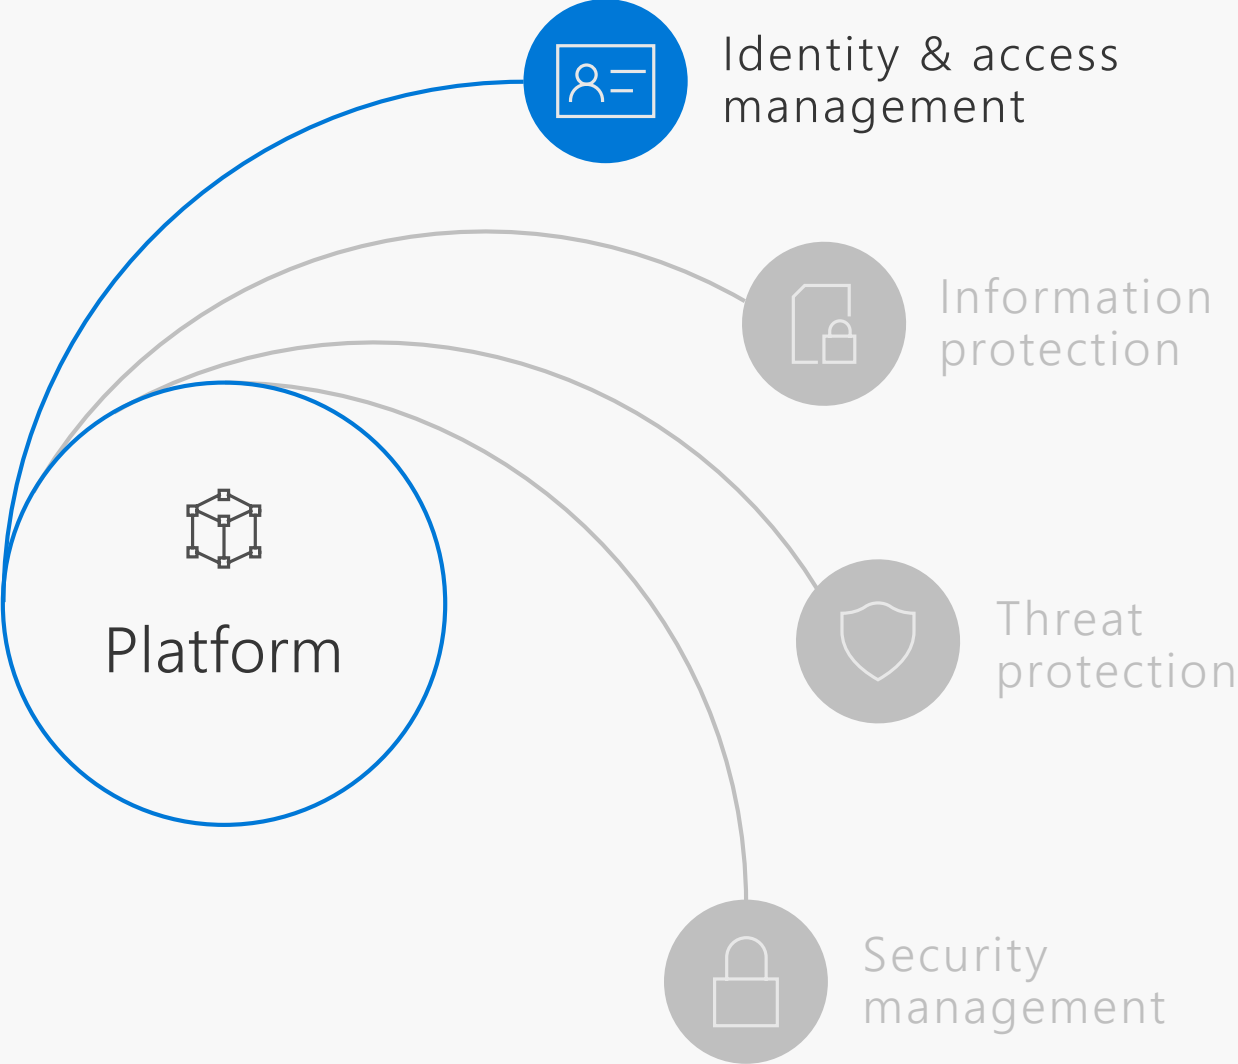 Identity & access
management
Information
protection
Platform
Threat
protection
Security
management